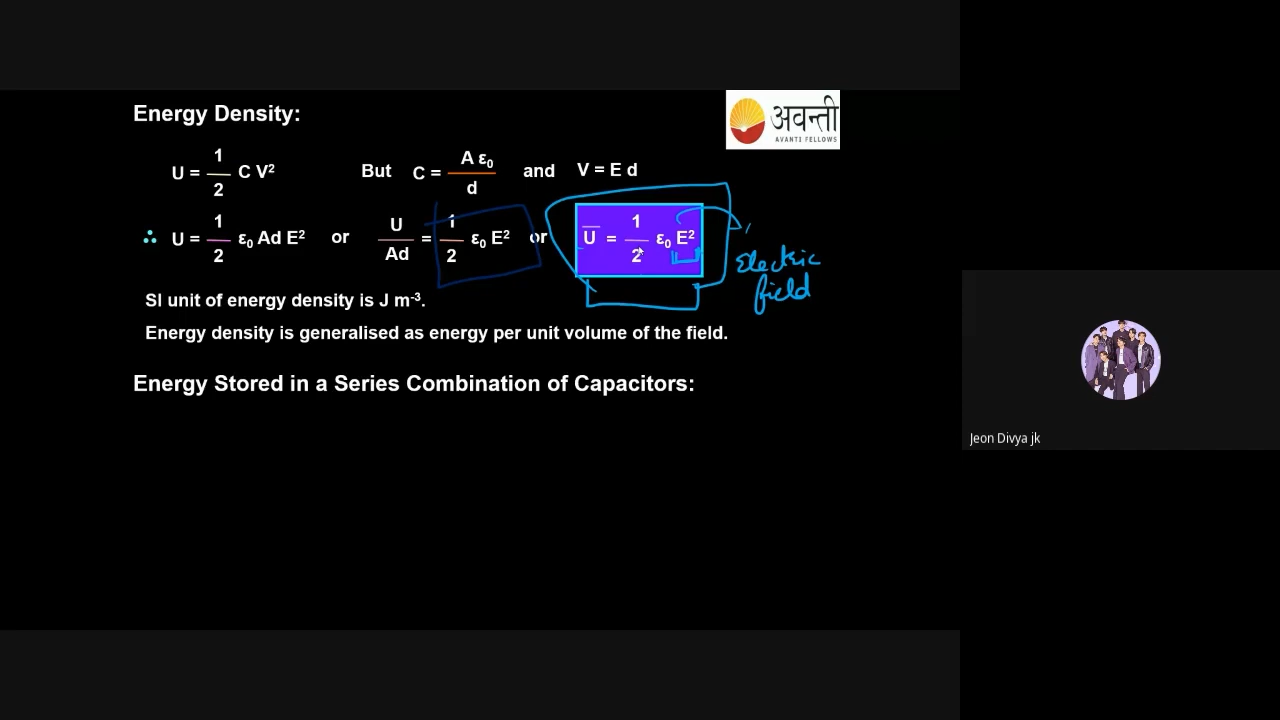 Energy Density:
अवन्ती
AVANTI FELLOWS
U = 1/2 C V² But C = A ε₀/d and V = E d
∴ U = 1/2 ε₀ Ad E² or U/Ad = 1/2 ε₀ E² or U̅ = 1/2 ε₀ E²
Electric
field
SI unit of energy density is J m⁻³.
Energy density is generalised as energy per unit volume of the field.
Energy Stored in a Series Combination of Capacitors:
Jeon Divya jk